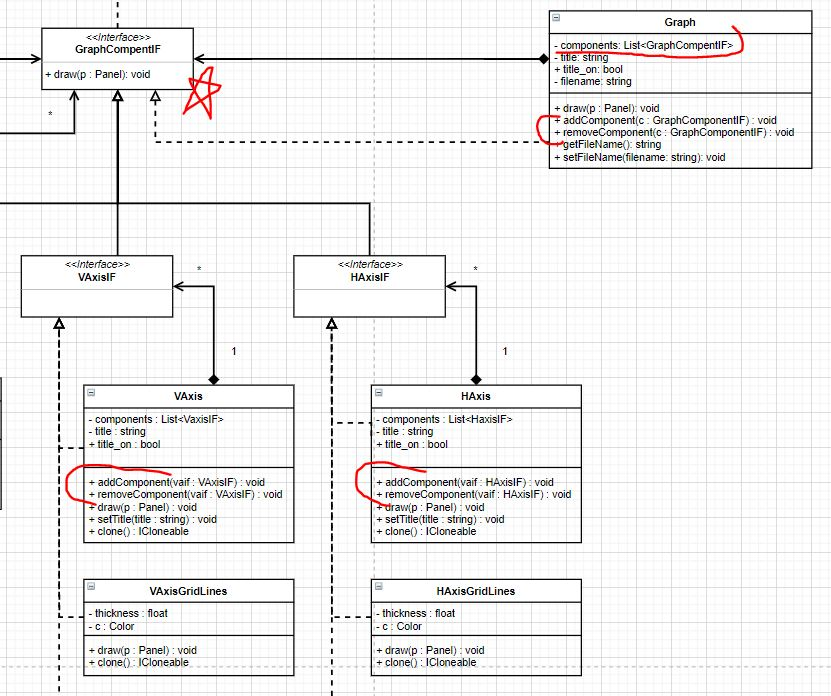 <<Interface>>
GraphCompentIF
+ draw(p : Panel): void
*
Graph
- components: List<GraphCompentIF>
- title: string
+ title_on: bool
- filename: string
+ draw(p : Panel): void
+ addComponent(c : GraphComponentIF) : void
+ removeComponent(c : GraphComponentIF) : void
+ getFileName(): string
+ setFileName(filename: string): void
<<Interface>>
VAxisIF
*
1
<<Interface>>
HAxisIF
*
1
VAxis
- components : List<VaxisIF>
- title : string
+ title_on : bool
+ addComponent(vaif : VAxisIF) : void
+ removeComponent(vaif : VAxisIF) : void
+ draw(p : Panel) : void
+ setTitle(title : string) : void
+ clone() : ICloneable
HAxis
- components : List<HaxisIF>
- title : string
+ title_on : bool
+ addComponent(vaif : HAxisIF) : void
+ removeComponent(vaif : HAxisIF) : void
+ draw(p : Panel) : void
+ setTitle(title : string) : void
+ clone() : ICloneable
VAxisGridLines
- thickness : float
- c : Color
+ draw(p : Panel) : void
+ clone() : ICloneable
HAxisGridLines
- thickness : float
- c : Color
+ draw(p : Panel) : void
+ clone() : ICloneable